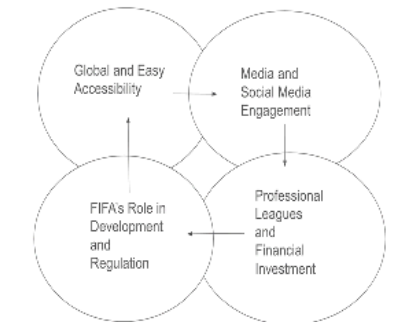 Global and Easy
Accessibility
Media and
Social Media
Engagement
Professional
Leagues
and
Financial
Investment
FIFA's Role in
Development
and
Regulation